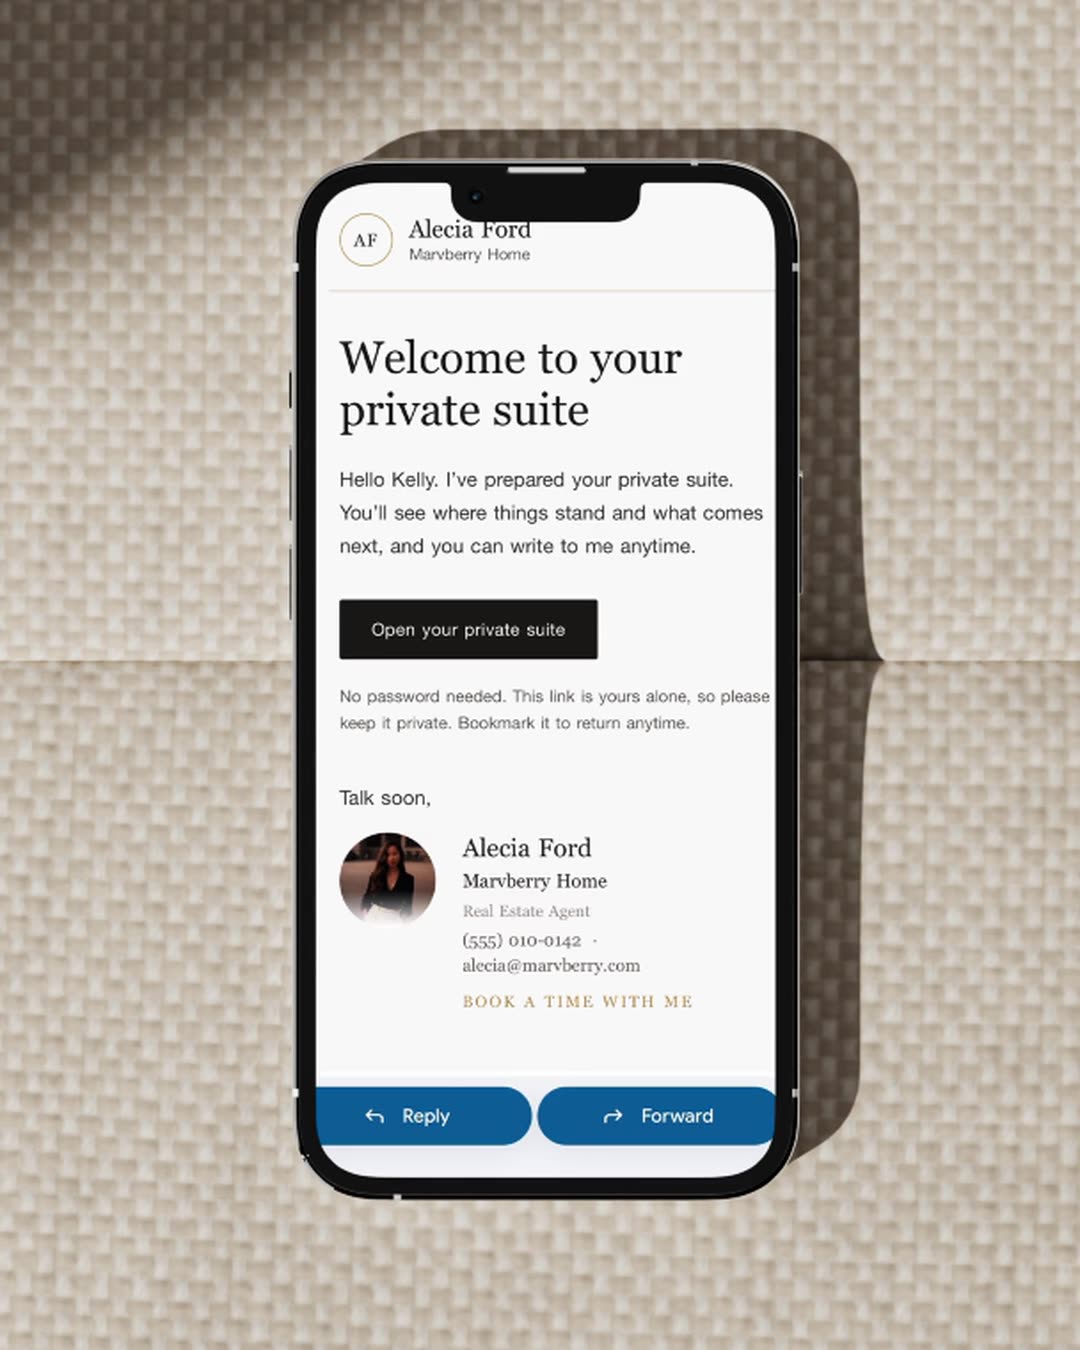 AF
Alecia Ford
Marvberry Home
Welcome to your
private suite
Hello Kelly. I've prepared your private suite.
You'll see where things stand and what comes
next, and you can write to me anytime.
Open your private suite
No password needed. This link is yours alone, so please
keep it private. Bookmark it to return anytime.
Talk soon,
Alecia Ford
Marvberry Home
Real Estate Agent
(555) 010-0142 ·
alecia@marvberry.com
BOOK A TIME WITH ME
Reply
Forward